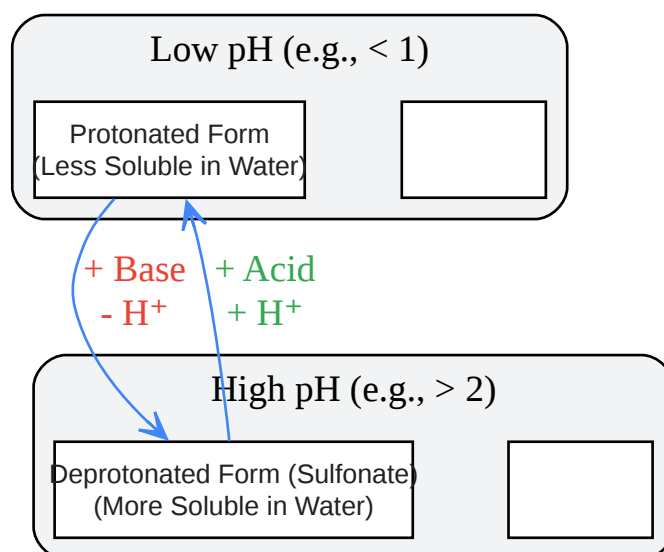 Low pH (e.g., < 1)
Protonated Form
(Less Soluble in Water)
+ Base
- H⁺
+ Acid
+ H⁺
High pH (e.g., > 2)
Deprotonated Form (Sulfonate)
(More Soluble in Water)